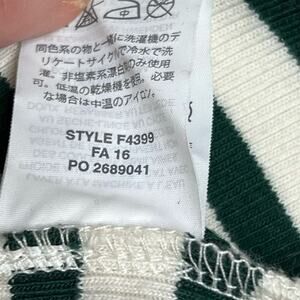 同色系の物と一緒に洗濯機のデ
リケートサイクルで冷水で洗
濯。非塩素系漂白剤のみ使用
可。低温の乾燥機を使用。必要
な場合は中温のアイロン。
STYLE F4399
FA 16
PO 2689041